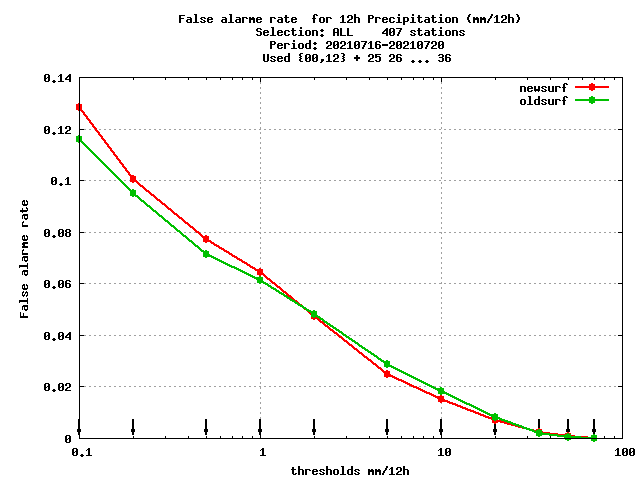 False alarme rate  for 12h Precipitation (mm/12h)
Selection: ALL    407 stations
Period: 20210716-20210720
Used {00,12} + 25 26 ... 36
newsurf
oldsurf
0.14
0.12
0.1
0.08
0.06
0.04
0.02
0
False alarme rate
0.1 1 10 100
thresholds mm/12h